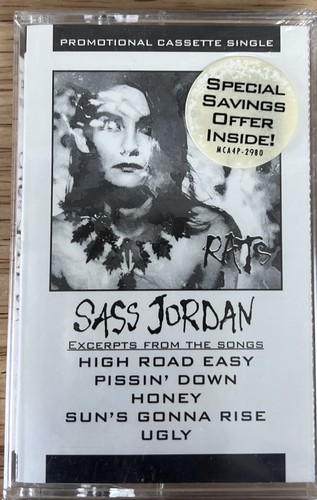 PROMOTIONAL CASSETTE SINGLE
SPECIAL
SAVINGS
OFFER
INSIDE!
MCA4P-2980
RATS
SASS JORDAN
EXCERPTS FROM THE SONGS
HIGH ROAD EASY
PISSIN' DOWN
HONEY
SUN'S GONNA RISE
UGLY